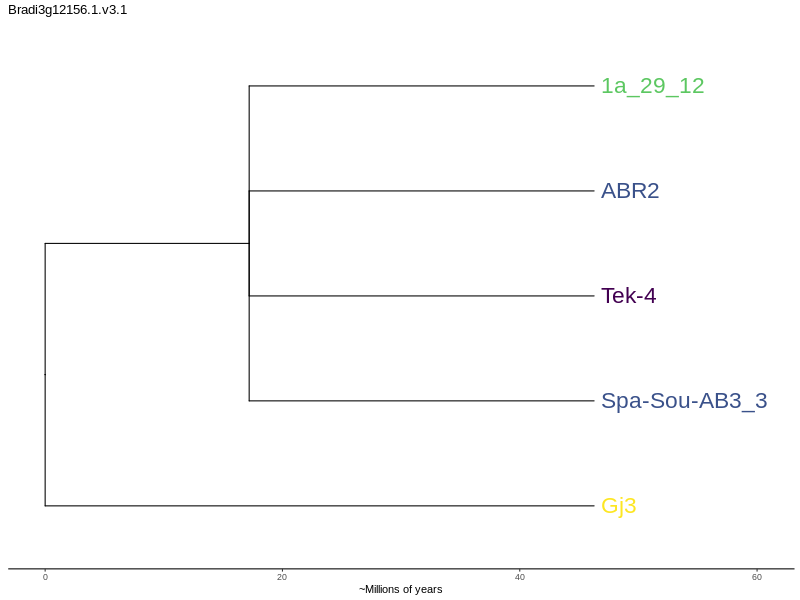 Bradi3g12156.1.v3.1
1a_29_12
ABR2
Tek-4
Spa-Sou-AB3_3
Gj3
0 20 40 60
~Millions of years